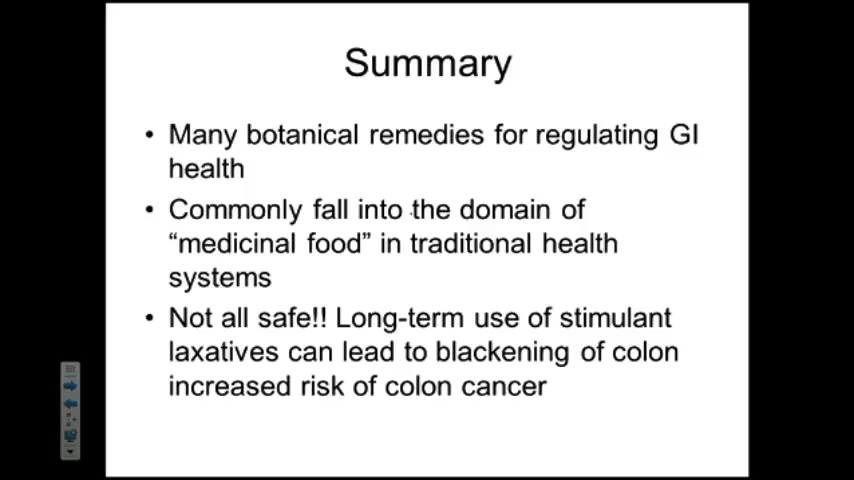 Summary
• Many botanical remedies for regulating GI
health
• Commonly fall into the domain of
“medicinal food” in traditional health
systems
• Not all safe!! Long-term use of stimulant
laxatives can lead to blackening of colon
increased risk of colon cancer